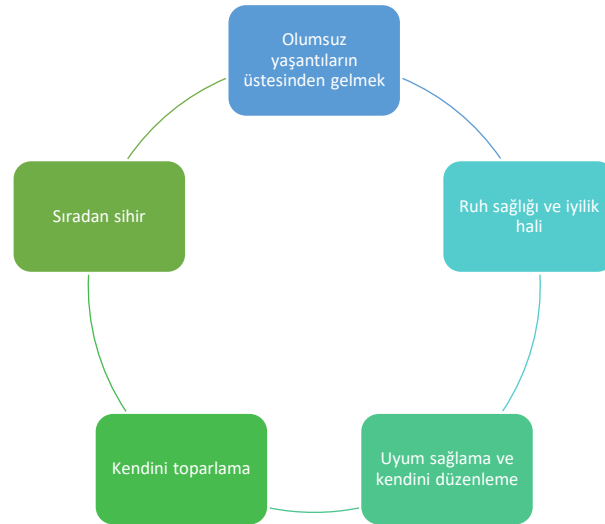 Olumsuz
yaşantıların
üstesinden gelmek
Ruh sağlığı ve iyilik
hali
Uyum sağlama ve
kendini düzenleme
Kendini toparlama
Sıradan sihir